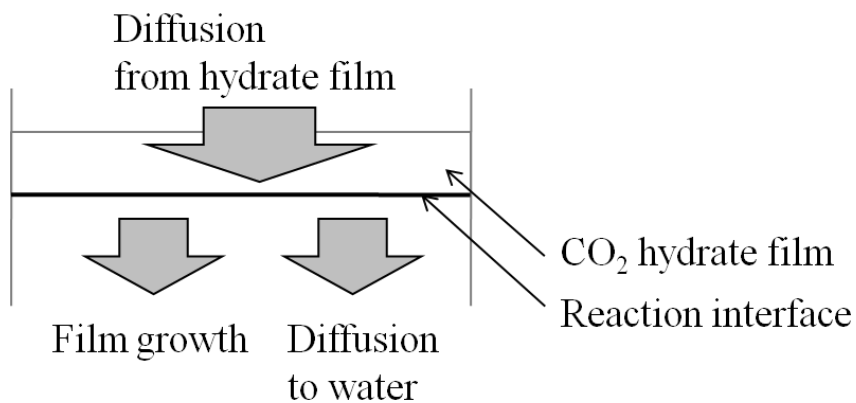 Diffusion
from hydrate film
CO₂ hydrate film
Reaction interface
Film growth
Diffusion
to water